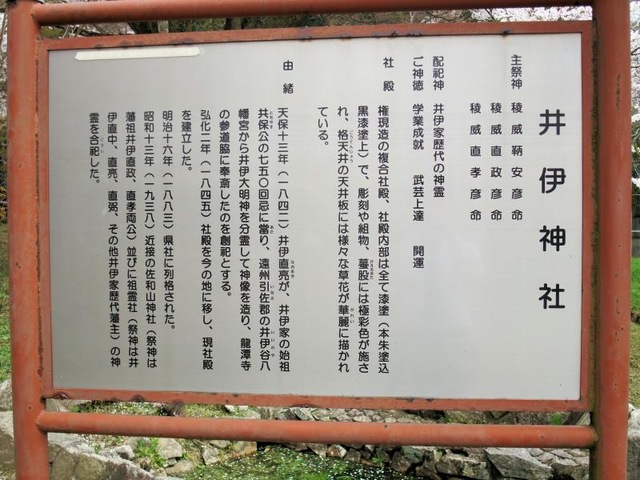 井伊神社
主祭神 稜威鞆安彦命
稜威直政彦命
稜威直孝彦命
配祀神 井伊家歴代の神霊
ご神徳 学業成就 武芸上達 開運
社殿 権現造の複合社殿、社殿内部は全て漆塗(本朱塗込
黒漆塗上)で、彫刻や組物、蟇股には極彩色が施さ
れ、格天井の天井板には様々な草花が華麗に描かれ
ている。
由緒 天保十三年(一八四二)井伊直亮が、井伊家の始祖
共保公の七五〇回忌に當り、遠州引佐郡の井伊谷八
幡宮から井伊大明神を分霊して神像を造り、龍潭寺
の参道脇に奉斎したのを創祀とする。
弘化二年(一八四五)社殿を今の地に移し、現社殿
を建立した。
明治十六年(一八八三)県社に列格された。
昭和十三年(一九三八)近接の佐和山神社(祭神は
藩祖井伊直政、直孝両公)並びに祖霊社(祭神は井
伊直中、直亮、直弼、その他井伊家歴代藩主)の神
霊を合祀した。